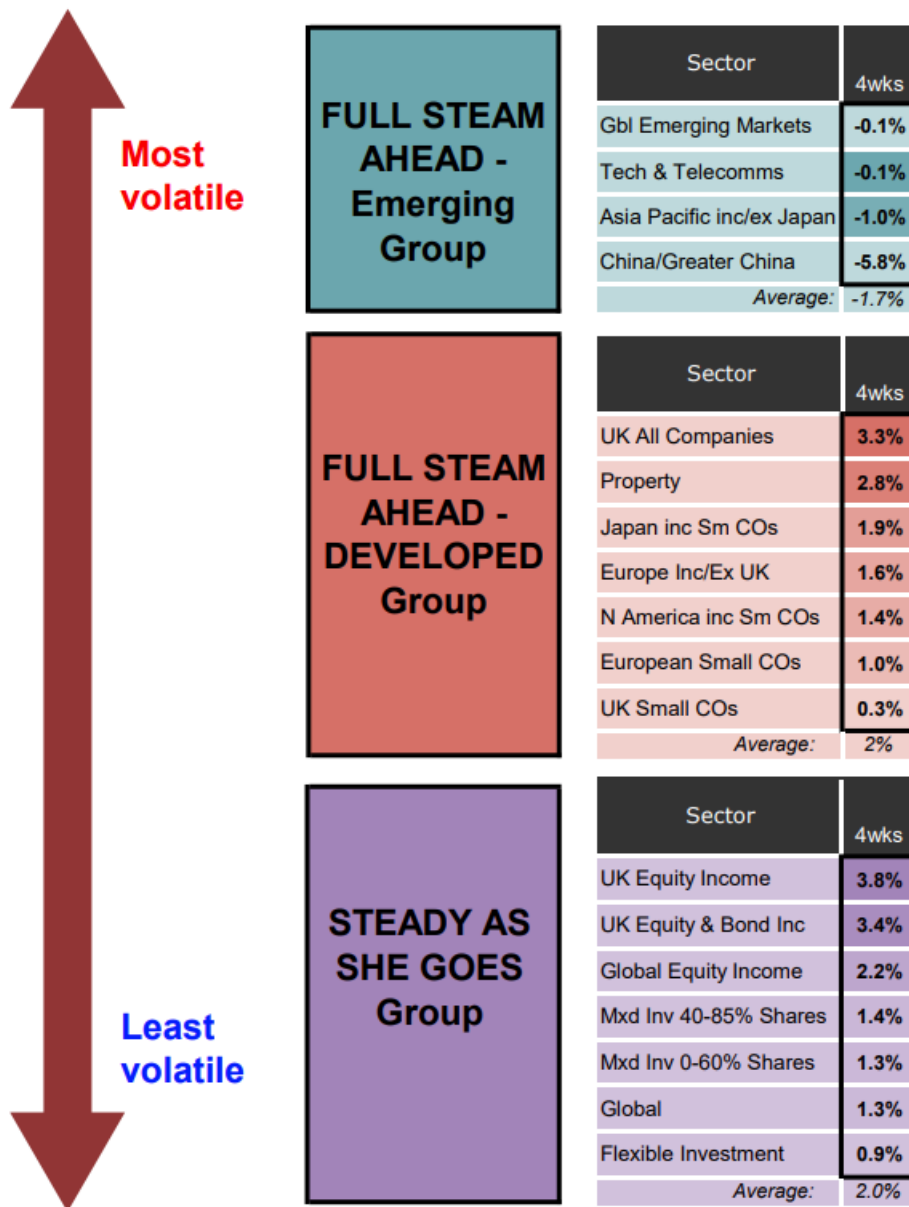 Most
volatile
FULL STEAM
AHEAD -
Emerging
Group
Sector 4wks
Gbl Emerging Markets -0.1%
Tech & Telecomms -0.1%
Asia Pacific inc/ex Japan -1.0%
China/Greater China -5.8%
Average: -1.7%
FULL STEAM
AHEAD -
DEVELOPED
Group
Sector 4wks
UK All Companies 3.3%
Property 2.8%
Japan inc Sm COs 1.9%
Europe Inc/Ex UK 1.6%
N America inc Sm COs 1.4%
European Small COs 1.0%
UK Small COs 0.3%
Average: 2%
Least
volatile
STEADY AS
SHE GOES
Group
Sector 4wks
UK Equity Income 3.8%
UK Equity & Bond Inc 3.4%
Global Equity Income 2.2%
Mxd Inv 40-85% Shares 1.4%
Mxd Inv 0-60% Shares 1.3%
Global 1.3%
Flexible Investment 0.9%
Average: 2.0%